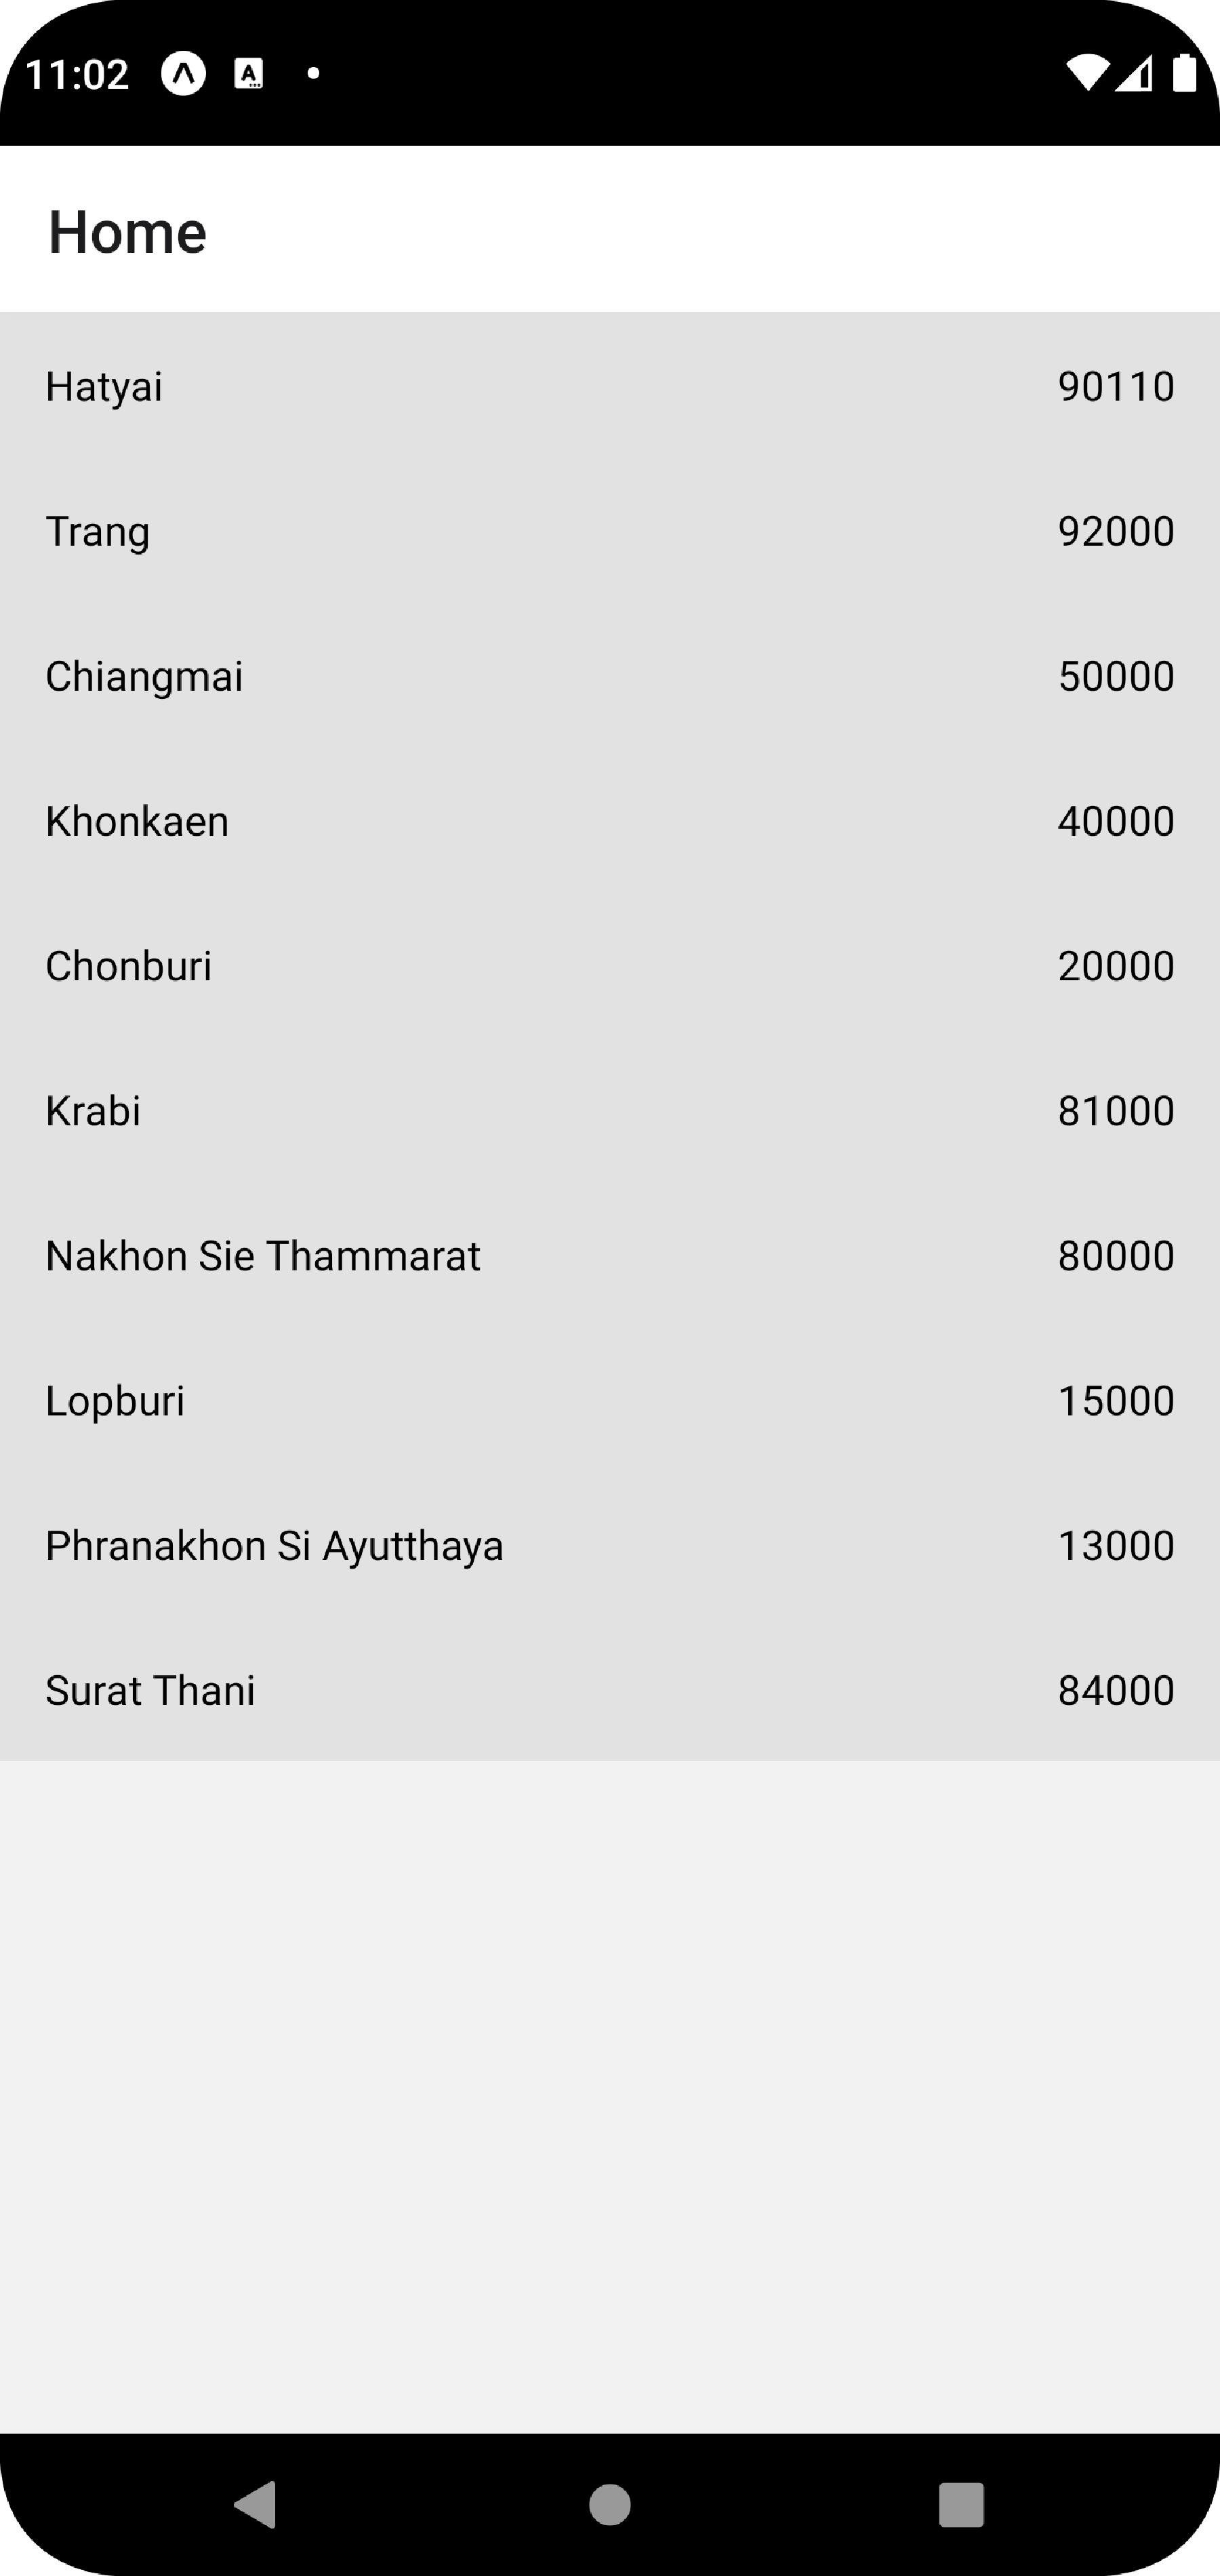 11:02
Home
Hatyai 90110
Trang 92000
Chiangmai 50000
Khonkaen 40000
Chonburi 20000
Krabi 81000
Nakhon Sie Thammarat 80000
Lopburi 15000
Phranakhon Si Ayutthaya 13000
Surat Thani 84000